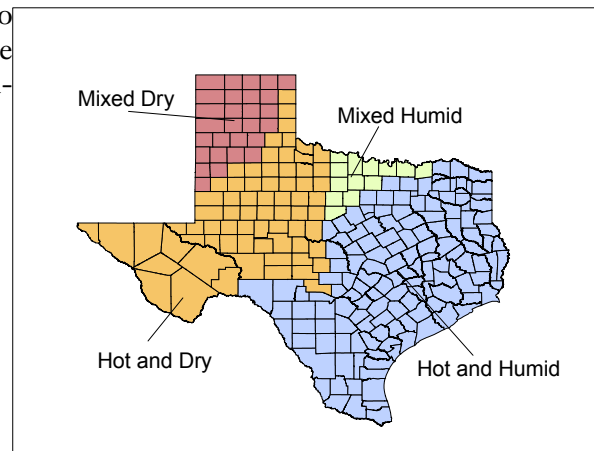 o
e
-
Mixed Dry
Mixed Humid
Hot and Dry
Hot and Humid